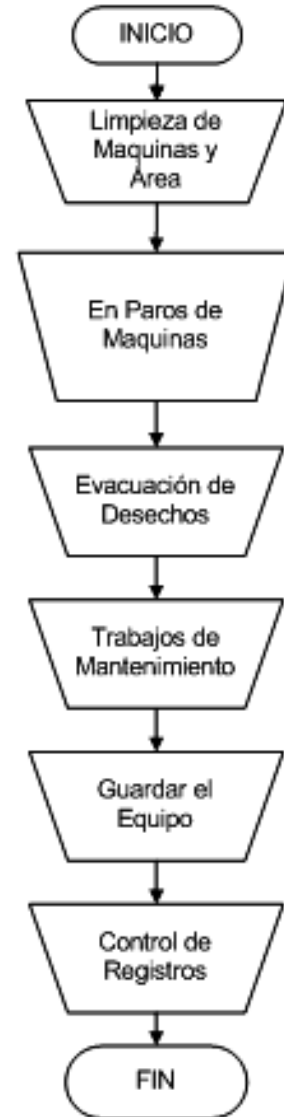 INICIO
Limpieza de
Maquinas y
Área
En Paros de
Maquinas
Evacuación de
Desechos
Trabajos de
Mantenimiento
Guardar el
Equipo
Control de
Registros
FIN